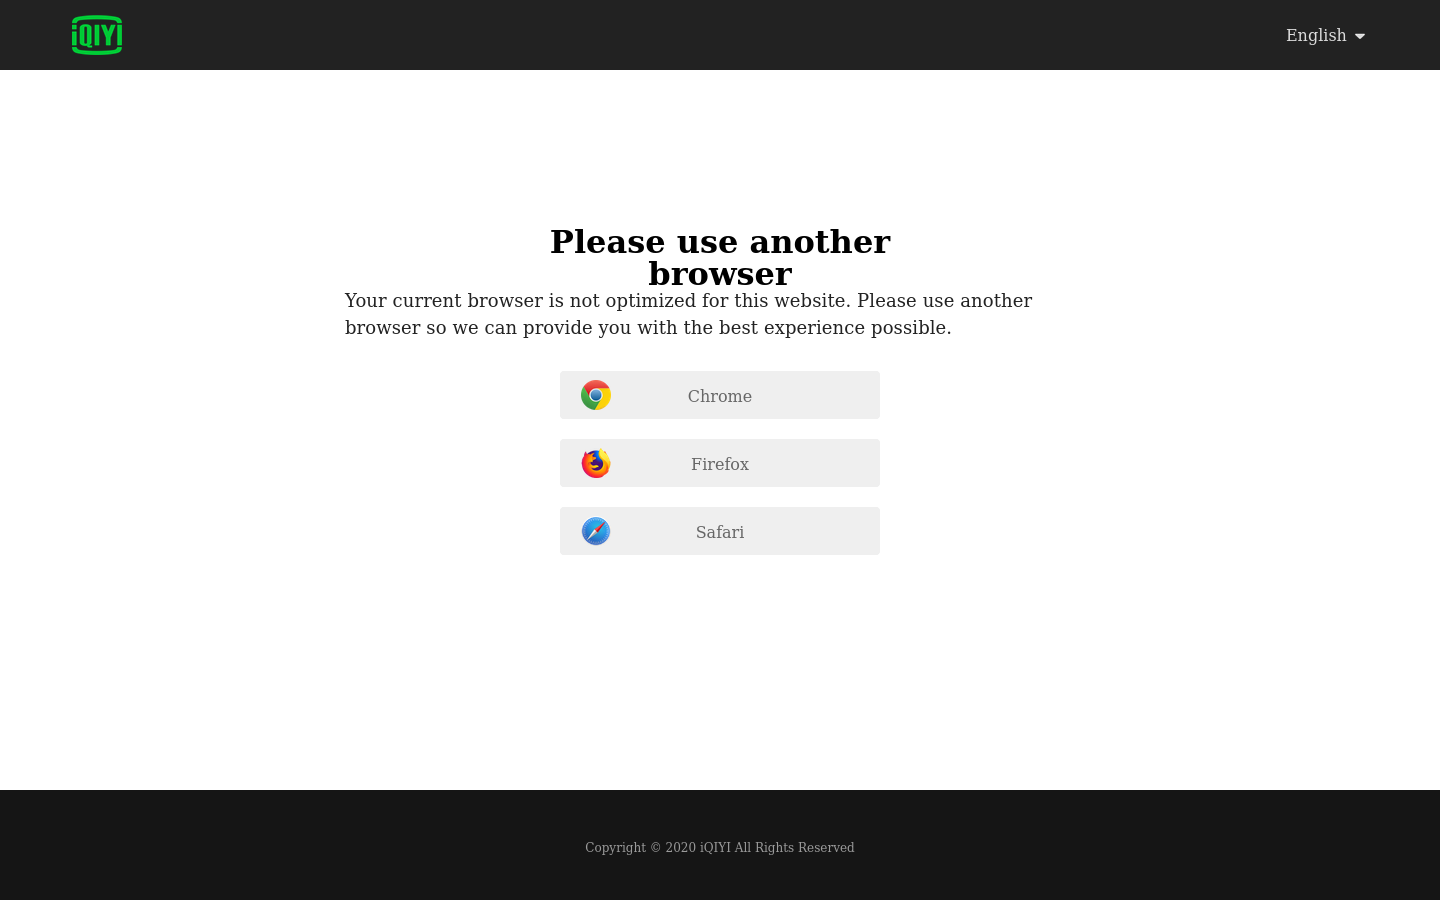 iQIYI
English
Please use another
browser
Your current browser is not optimized for this website. Please use another
browser so we can provide you with the best experience possible.
Chrome
Firefox
Safari
Copyright © 2020 iQIYI All Rights Reserved